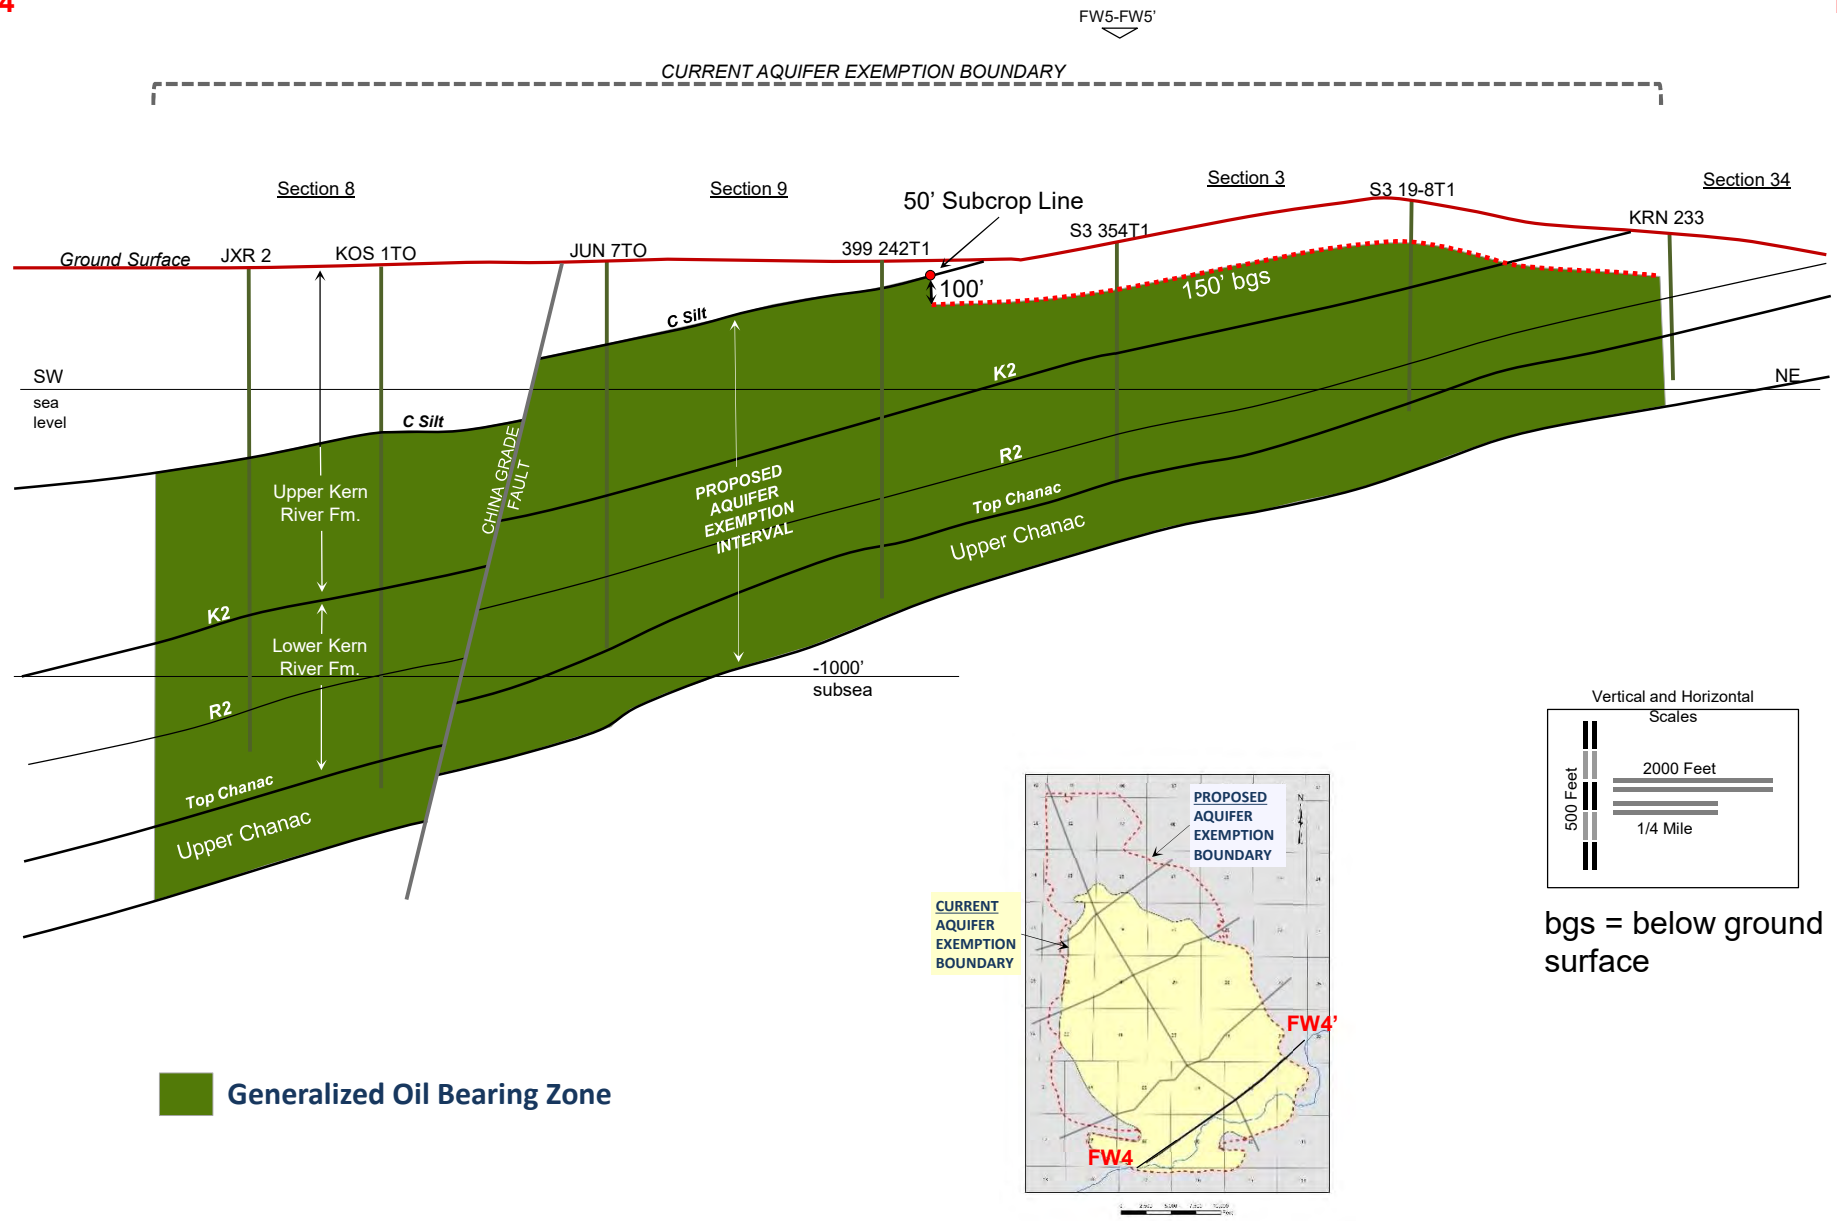 4
FW5-FW5'
CURRENT AQUIFER EXEMPTION BOUNDARY
Section 8
Section 9
Section 3
Section 34
50' Subcrop Line
S3 19-8T1
KRN 233
S3 354T1
Ground Surface
JXR 2
KOS 1TO
JUN 7TO
399 242T1
100'
150' bgs
C Silt
SW
sea
level
NE
K2
C Silt
CHINA GRADE
FAULT
R2
Upper Kern
River Fm.
PROPOSED
AQUIFER
EXEMPTION
INTERVAL
Top Chanac
Upper Chanac
K2
Lower Kern
River Fm.
-1000'
subsea
R2
Top Chanac
Upper Chanac
Vertical and Horizontal
Scales
500 Feet
2000 Feet
1/4 Mile
bgs = below ground
surface
PROPOSED
AQUIFER
EXEMPTION
BOUNDARY
N
CURRENT
AQUIFER
EXEMPTION
BOUNDARY
FW4'
FW4
Generalized Oil Bearing Zone